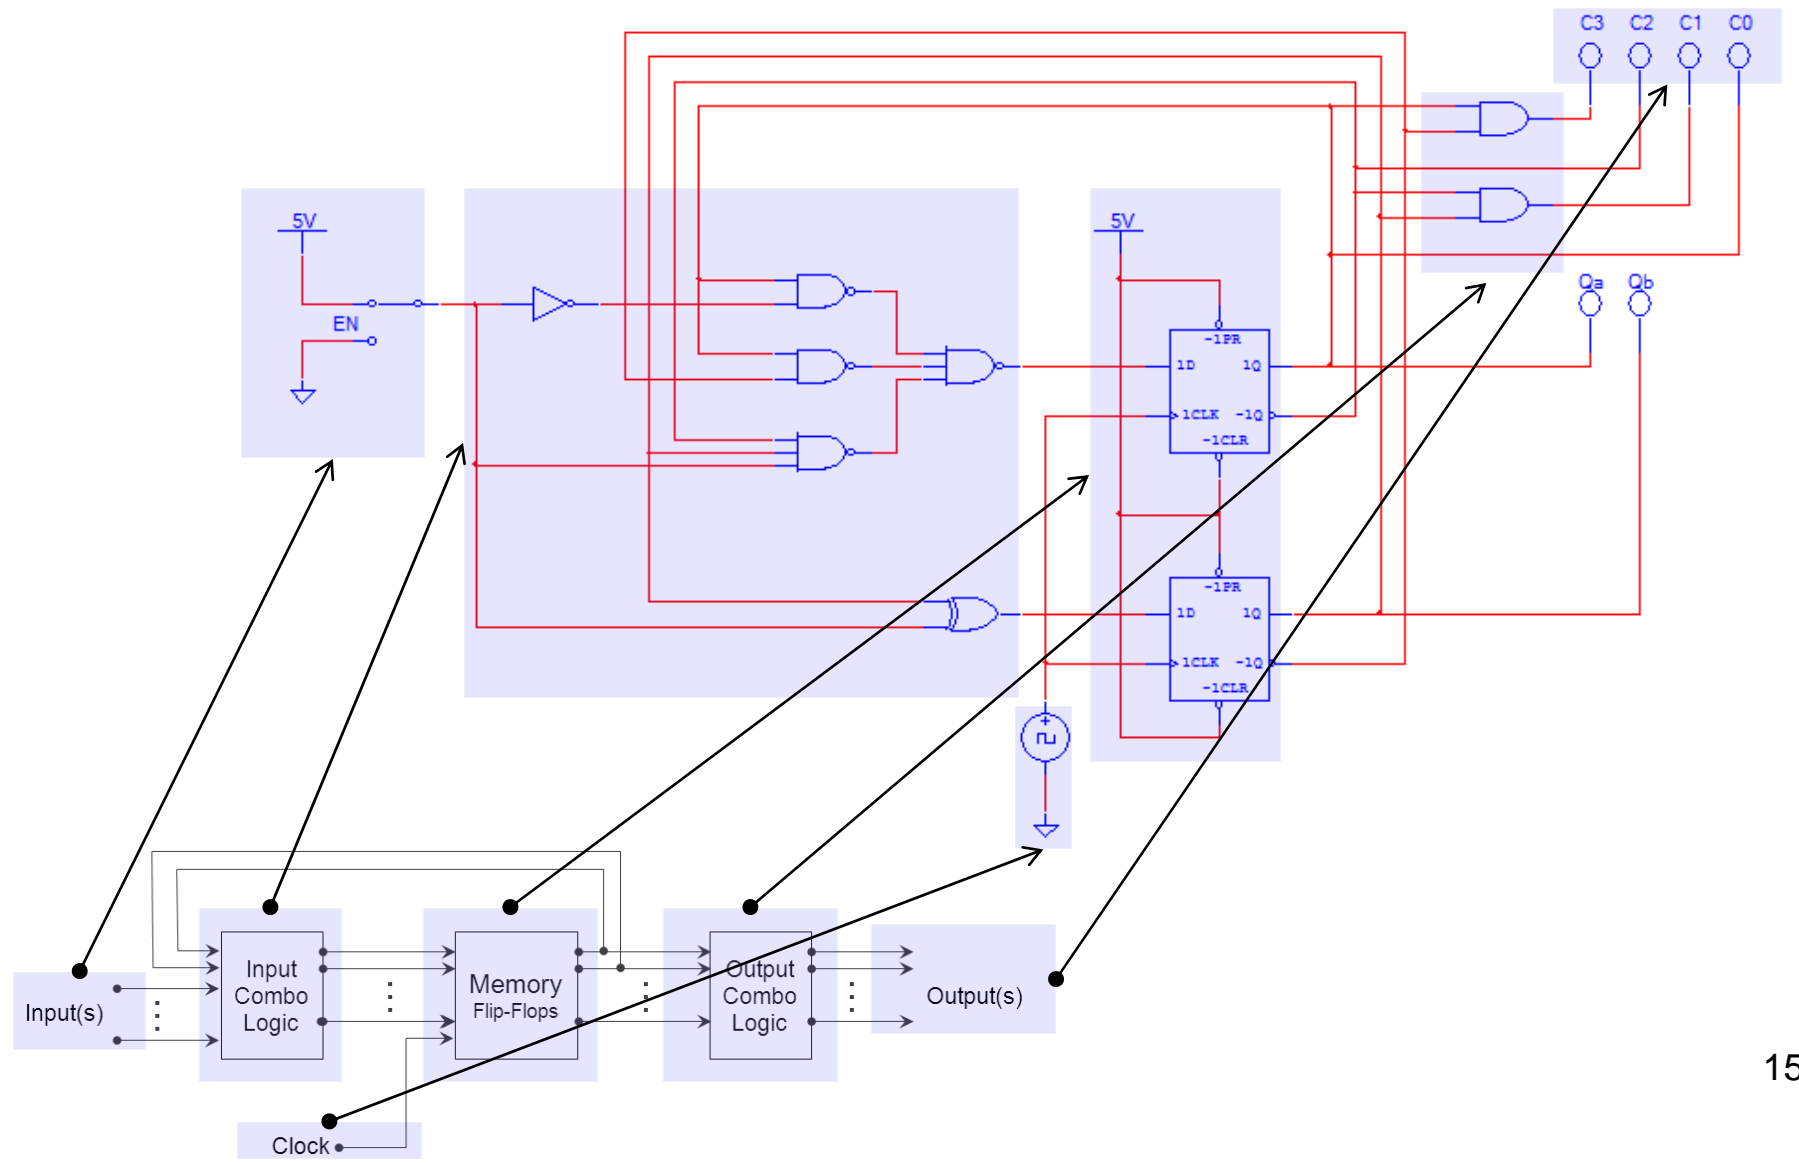 C3 C2 C1 C0
5V
5V
EN
Qa Qb
~1PR
1D 1Q
1CLK ~1Q
~1CLR
~1PR
1D 1Q
1CLK ~1Q
~1CLR
Input(s)
Input
Combo
Logic
Memory
Flip-Flops
Output
Combo
Logic
Output(s)
Clock
15